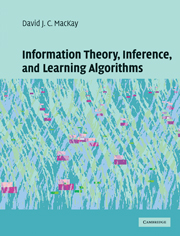 David J. C. MacKay
Information Theory, Inference,
and Learning Algorithms
CAMBRIDGE